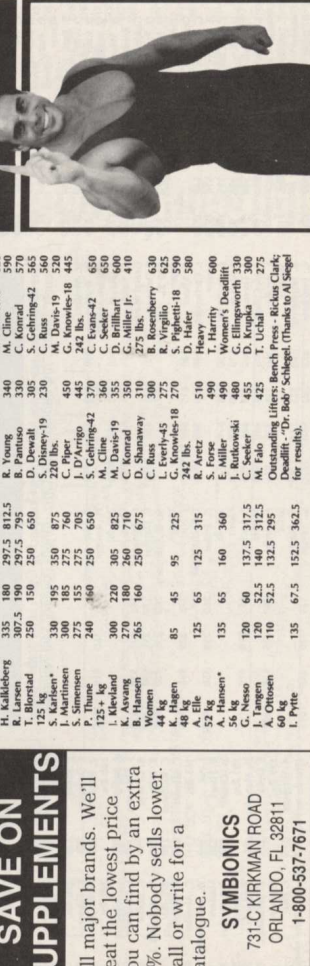 SAVE ON
UPPLEMENTS
ll major brands. We'll
eat the lowest price
ou can find by an extra
%. Nobody sells lower.
all or write for a
atalogue.
SYMBIONICS
731-C KIRKMAN ROAD
ORLANDO, FL 32811
1-800-537-7671
H. Kalkleberg 335 180 297.5 812.5
R. Larsen 307.5 190 297.5 795
T. Blorstad 250 150 250 650
125 kg
S. Karlsen* 330 195 350 875
J. Martinsen 300 185 275 760
S. Simensen 275 155 275 705
P. Thune 240 160 250 650
125+ kg
J. Klevland 300 220 305 825
K. Asvang 270 180 260 710
B. Hansen 265 160 250 675
Women
44 kg
K. Hagen 85 45 95 225
48 kg
A. Elle 125 65 125 315
52 kg
A. Hansen* 135 65 160 360
56 kg
G. Nesso 120 60 137.5 317.5
J. Tangen 120 52.5 140 312.5
A. Ottosen 110 52.5 132.5 295
60 kg
I. Pytte 135 67.5 152.5 362.5
R. Young 340
B. Pantuso 330
M. Dewalt 305
S. Disney-19 230
220 lbs.
C. Piper 450
J. D'Arrigo 445
S. Gehring-42 370
M. Cline 360
M. Davis-19 355
C. Konrad 350
D. Shanaway 310
C. Russ 300
L. Everly-45 275
G. Knowles-18 270
242 lbs.
R. Aretz 510
S. Forse 490
E. Miller 490
J. Rutkowski 480
C. Seeker 455
M. Falo 425
M. Cline 590
C. Konrad 570
S. Gehring-42 565
C. Russ 560
M. Davis-19 520
G. Knowles-18 445
242 lbs.
C. Evans-42 650
C. Seeker 650
D. Brillhart 600
G. Miller Jr. 410
275 lbs.
B. Rosenberry 630
R. Virgilio 625
S. Pighetti-18 590
D. Hafer 580
Heavy
T. Harrity 600
Women's Deadlift
G. Illingsworth 330
D. Krupka 300
T. Uchal 275
Outstanding Lifters: Bench Press - Rickus Clark;
Deadlift - "Dr. Bob" Schlegel. (Thanks to Al Siegel
for results).